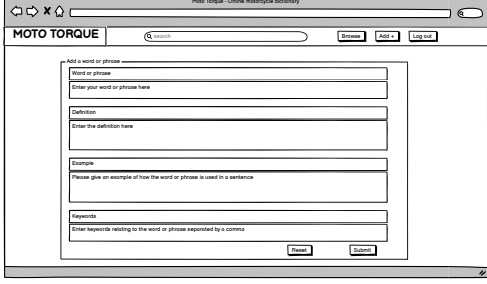 Moto Torque - Online motorcycle dictionary
MOTO TORQUE
search
Browse
Add +
Log out
Add a word or phrase
Word or phrase
Enter your word or phrase here
Definition
Enter the definition here
Example
Please give an example of how the word or phrase is used in a sentence
Keywords
Enter keywords relating to the word or phrase separated by a comma
Reset
Submit